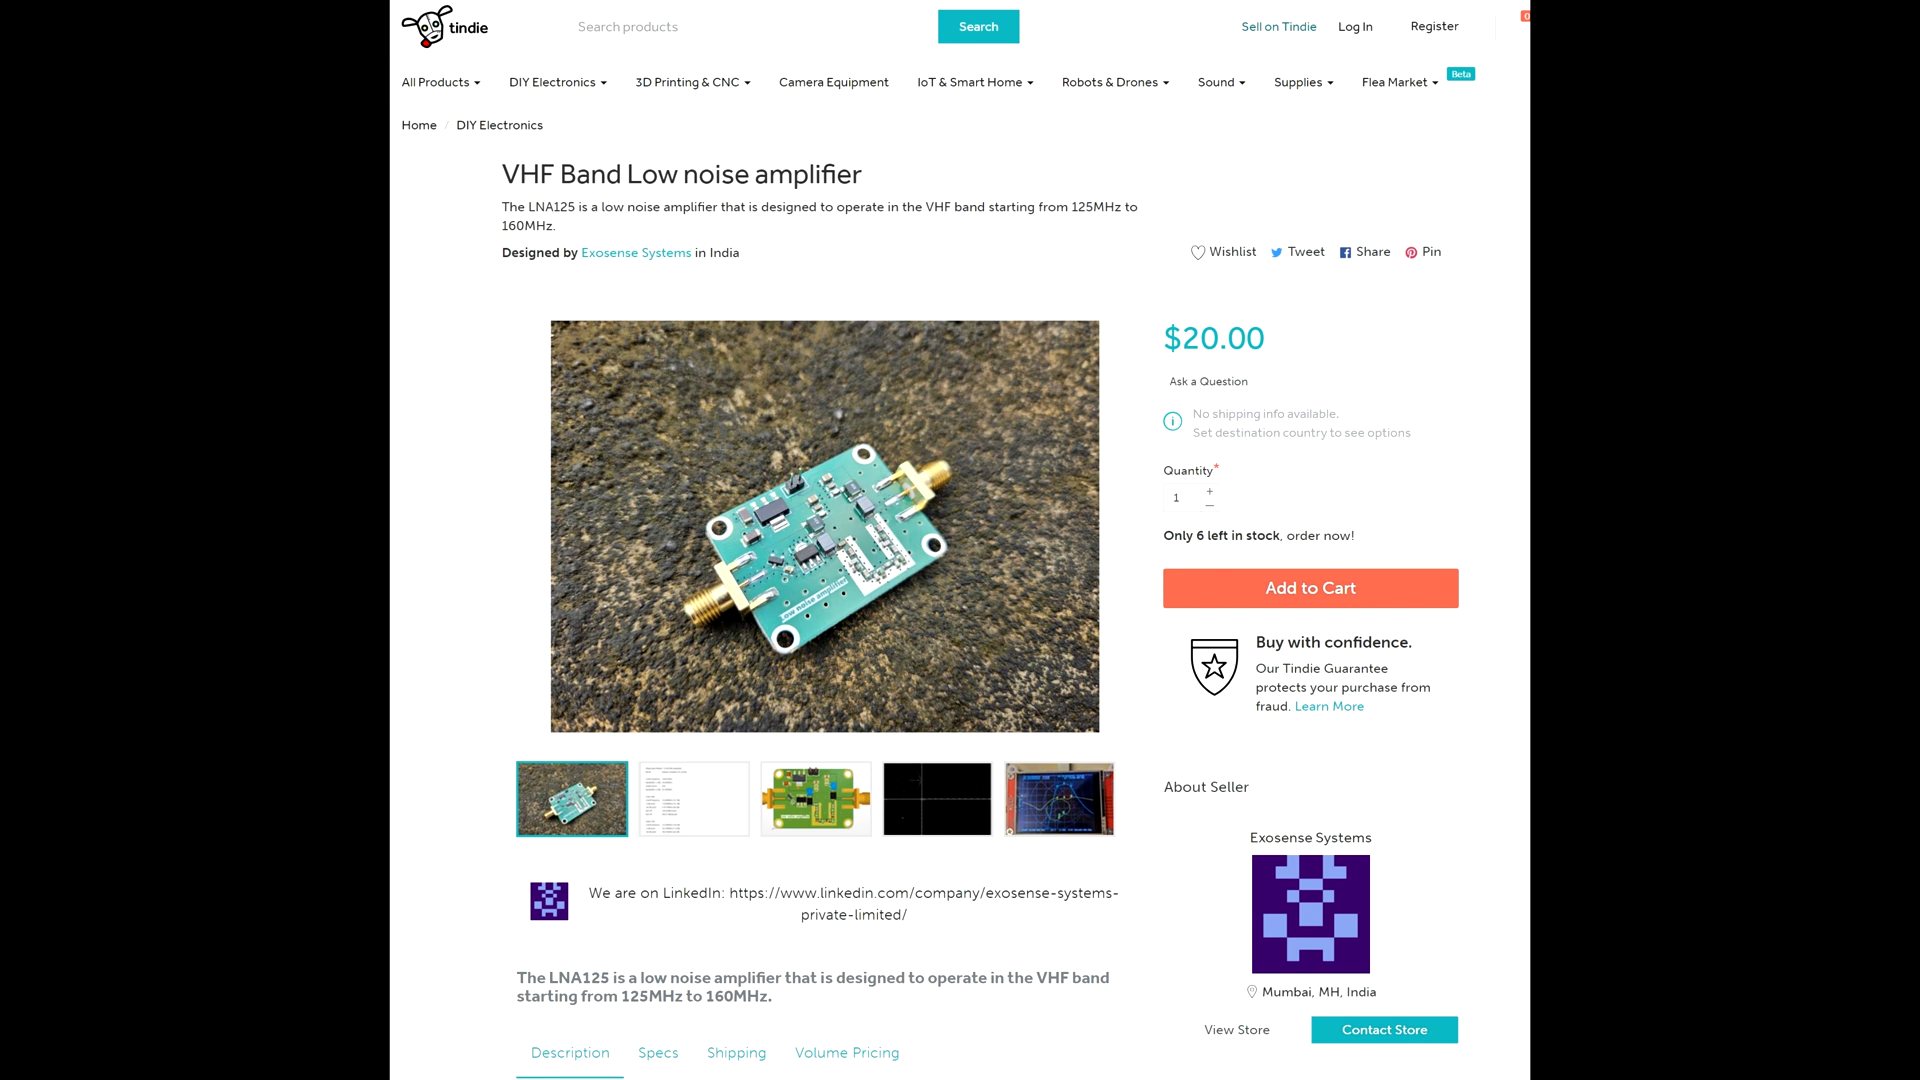 tindie
Search products
Search
Sell on Tindie
Log In
Register
0
All Products
DIY Electronics
3D Printing & CNC
Camera Equipment
IoT & Smart Home
Robots & Drones
Sound
Supplies
Flea Market
Beta
Home / DIY Electronics
VHF Band Low noise amplifier
The LNA125 is a low noise amplifier that is designed to operate in the VHF band starting from 125MHz to
160MHz.
Designed by Exosense Systems in India
Wishlist
Tweet
Share
Pin
Low noise amplifier
$20.00
Ask a Question
No shipping info available.
Set destination country to see options
Quantity*
1
+
−
Only 6 left in stock, order now!
Add to Cart
Buy with confidence.
Our Tindie Guarantee
protects your purchase from
fraud. Learn More
We are on LinkedIn: https://www.linkedin.com/company/exosense-systems-
private-limited/
The LNA125 is a low noise amplifier that is designed to operate in the VHF band
starting from 125MHz to 160MHz.
Description
Specs
Shipping
Volume Pricing
About Seller
Exosense Systems
Mumbai, MH, India
View Store
Contact Store